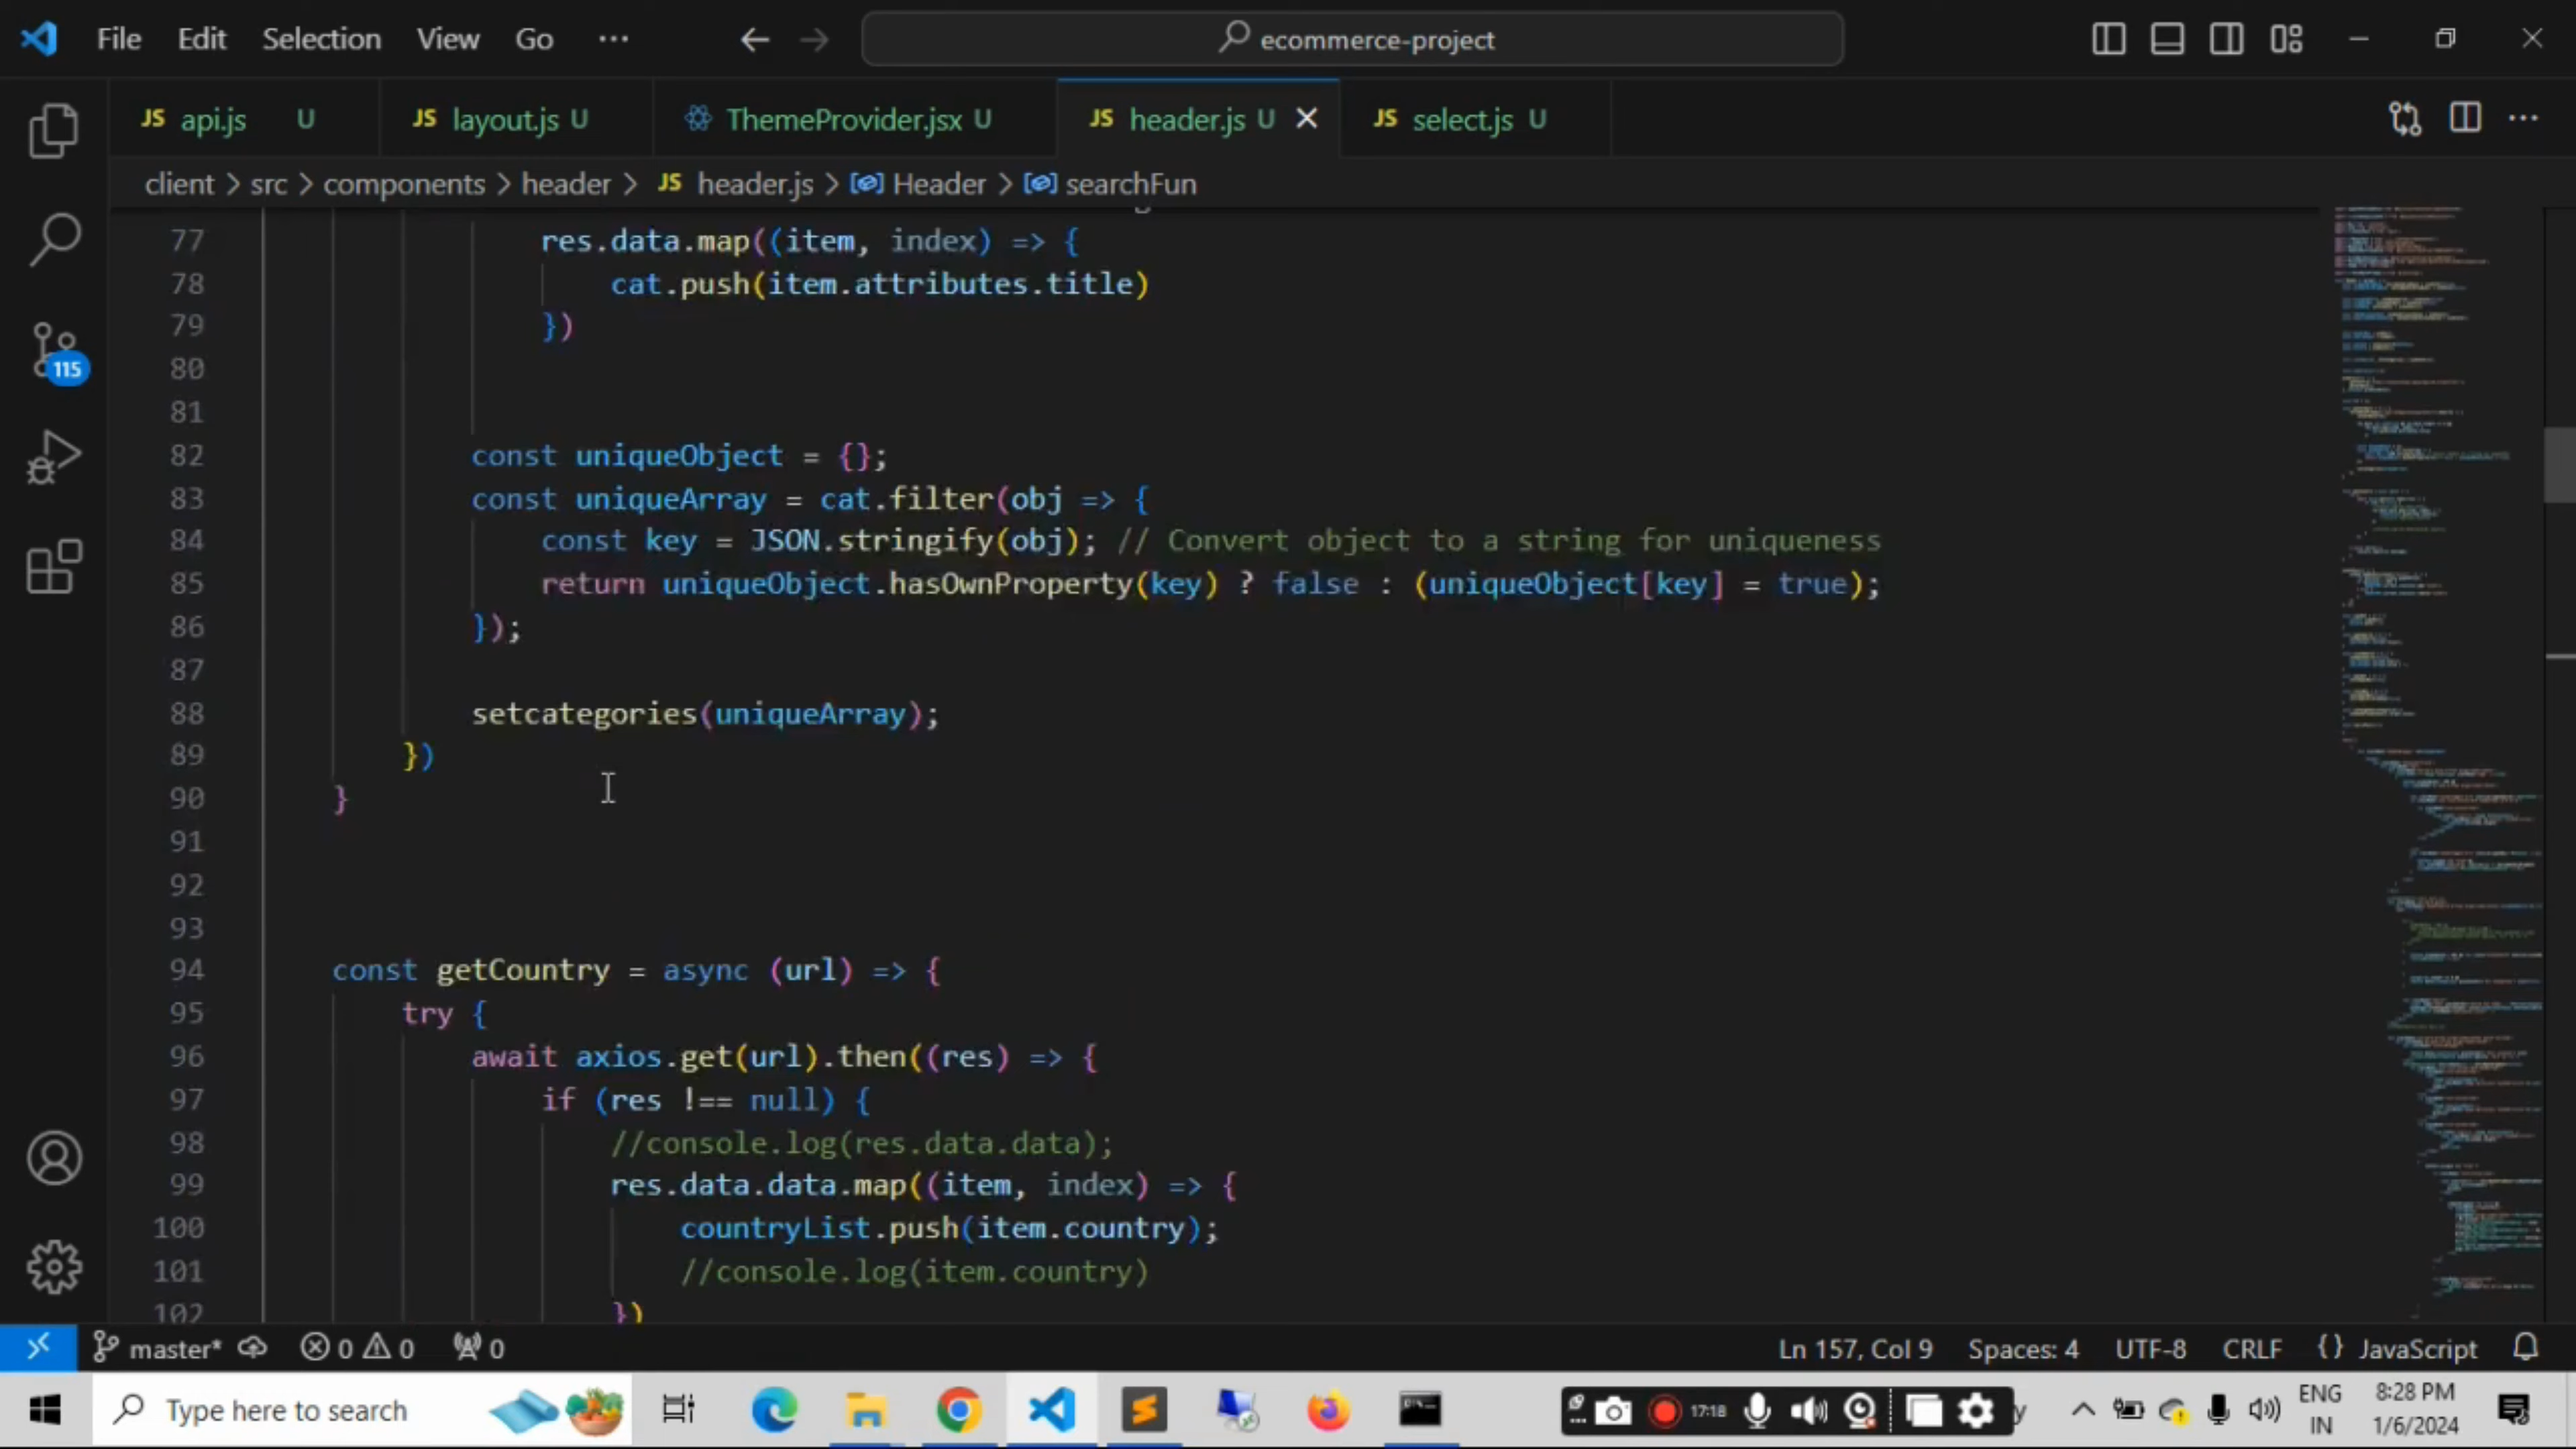 File Edit Selection View Go ··· ecommerce-project
JS api.js U JS layout.js U ThemeProvider.jsx U JS header.js U JS select.js U ···
client > src > components > header > JS header.js > Header > searchFun
77 res.data.map((item, index) => {
78 cat.push(item.attributes.title)
79 })
80
81
82 const uniqueObject = {};
83 const uniqueArray = cat.filter(obj => {
84 const key = JSON.stringify(obj); // Convert object to a string for uniqueness
85 return uniqueObject.hasOwnProperty(key) ? false : (uniqueObject[key] = true);
86 });
87
88 setcategories(uniqueArray);
89 })
90 }
91
92
93
94 const getCountry = async (url) => {
95 try {
96 await axios.get(url).then((res) => {
97 if (res !== null) {
98 //console.log(res.data.data);
99 res.data.data.map((item, index) => {
100 countryList.push(item.country);
101 //console.log(item.country)
102 })
115
master* 0 0 0 Ln 157, Col 9 Spaces: 4 UTF-8 CRLF {} JavaScript
Type here to search 17:18 y ENG 8:28 PM
IN 1/6/2024